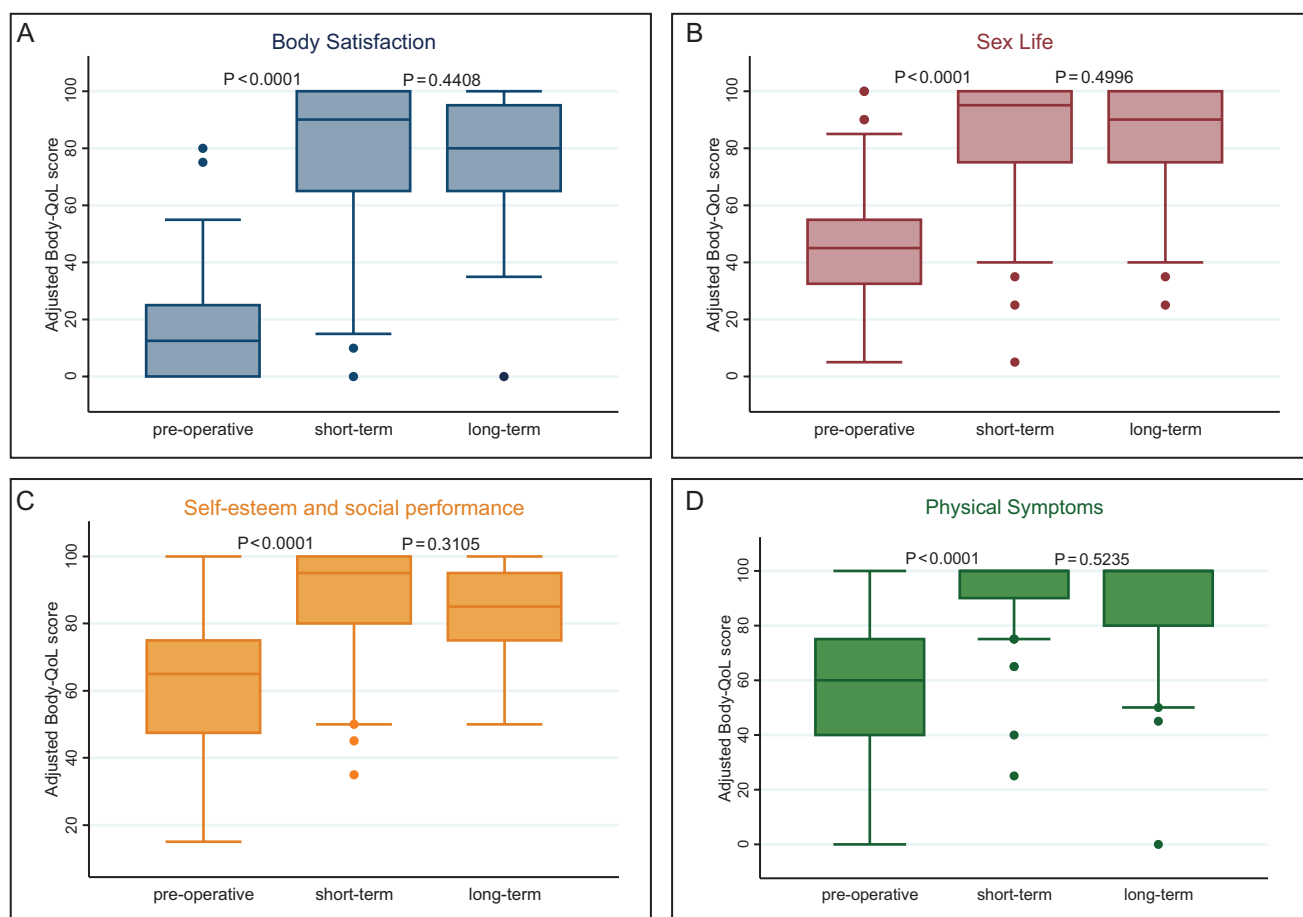 A
Body Satisfaction
P<0.0001
P=0.4408
Adjusted Body-QoL score
100
80
60
40
20
0
pre-operative
short-term
long-term
B
Sex Life
P<0.0001
P=0.4996
Adjusted Body-QoL score
100
80
60
40
20
0
pre-operative
short-term
long-term
C
Self-esteem and social performance
P<0.0001
P=0.3105
Adjusted Body-QoL score
100
80
60
40
20
pre-operative
short-term
long-term
D
Physical Symptoms
P<0.0001
P=0.5235
Adjusted Body-QoL score
100
80
60
40
20
0
pre-operative
short-term
long-term